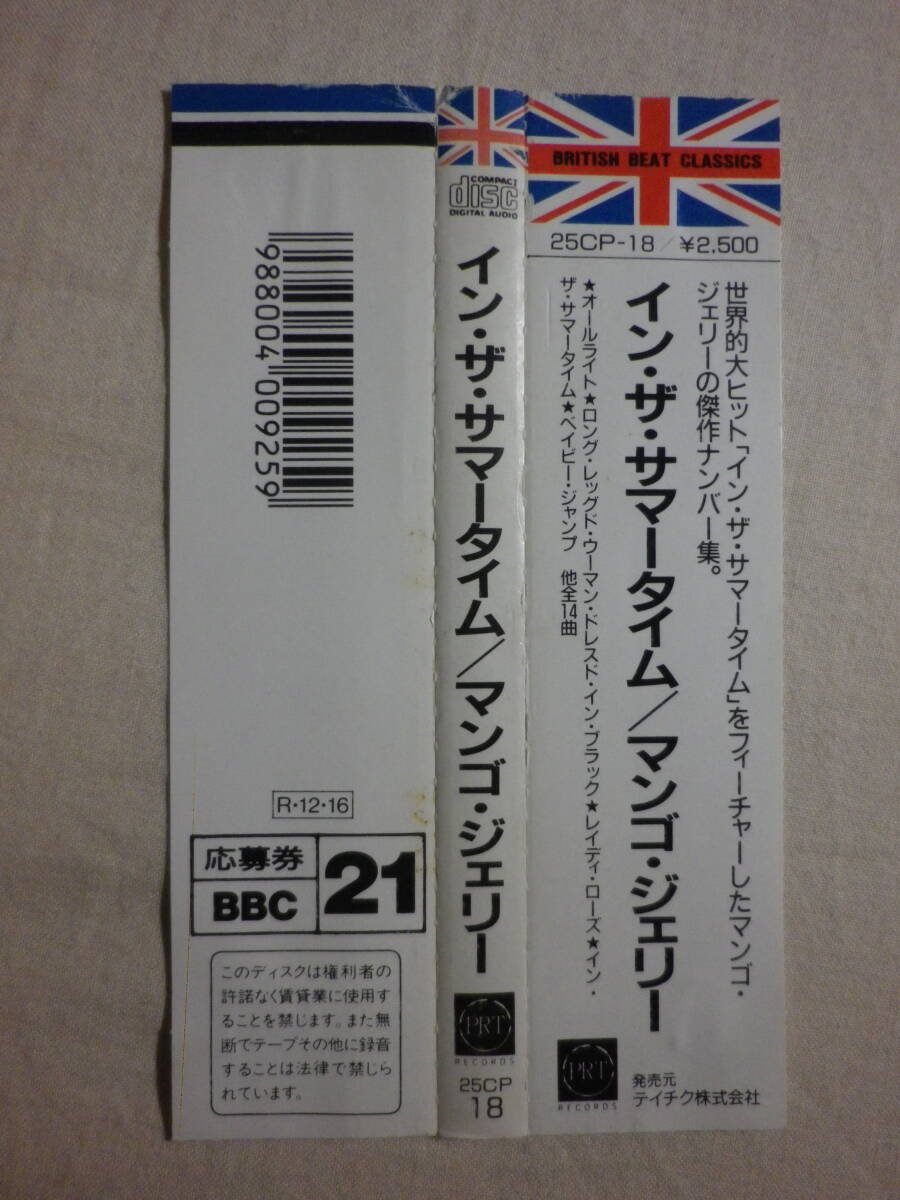 BRITISH BEAT CLASSICS
25CP-18/¥2,500
世界的大ヒット「イン・ザ・サマータイム」をフィーチャーしたマンゴ・
ジェリーの傑作ナンバー集。
イン・ザ・サマータイム/マンゴ・ジェリー
★オールライト★ロング・レッグド・ウーマン・ドレスド・イン・ブラック★レイディ・ローズ★イン・
ザ・サマータイム★ベイビー・ジャンプ 他全14曲
PRT
RECORDS
発売元
テイチク株式会社
COMPACT
disc
DIGITAL AUDIO
イン・ザ・サマータイム/マンゴ・ジェリー
PRT
RECORDS
25CP
18
988004 009259
R・12・16
応募券
BBC
21
このディスクは権利者の
許諾なく賃貸業に使用す
ることを禁じます。また無
断でテープその他に録音
することは法律で禁じら
れています。